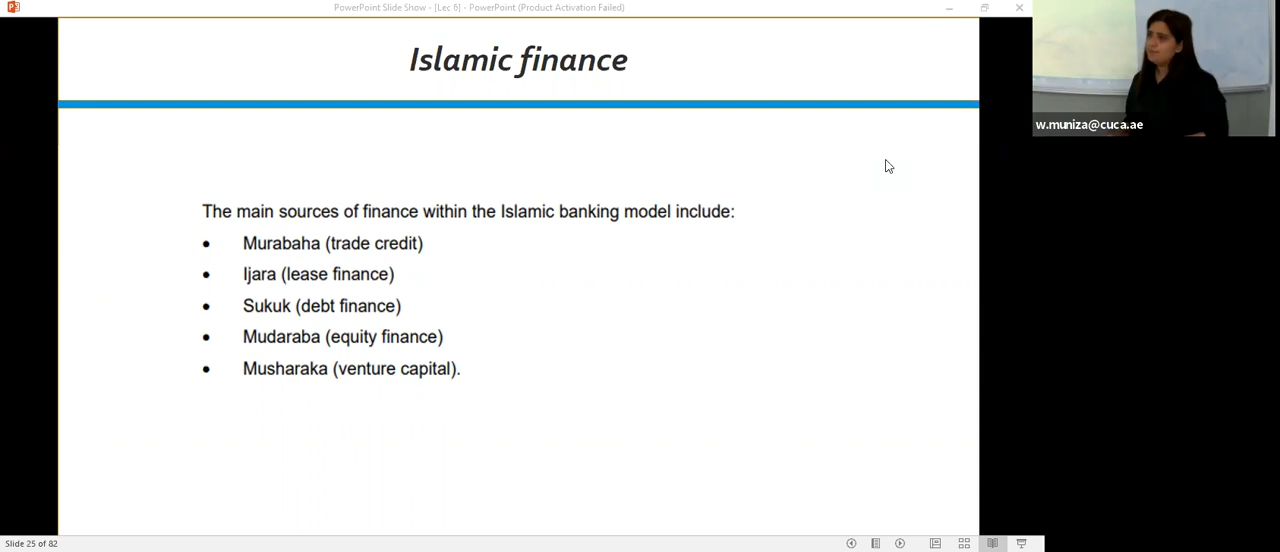 PowerPoint Slide Show - [Lec 6] - PowerPoint (Product Activation Failed)
Islamic finance
w.muniza@cuca.ae
The main sources of finance within the Islamic banking model include:
• Murabaha (trade credit)
• Ijara (lease finance)
• Sukuk (debt finance)
• Mudaraba (equity finance)
• Musharaka (venture capital).
Slide 25 of 82